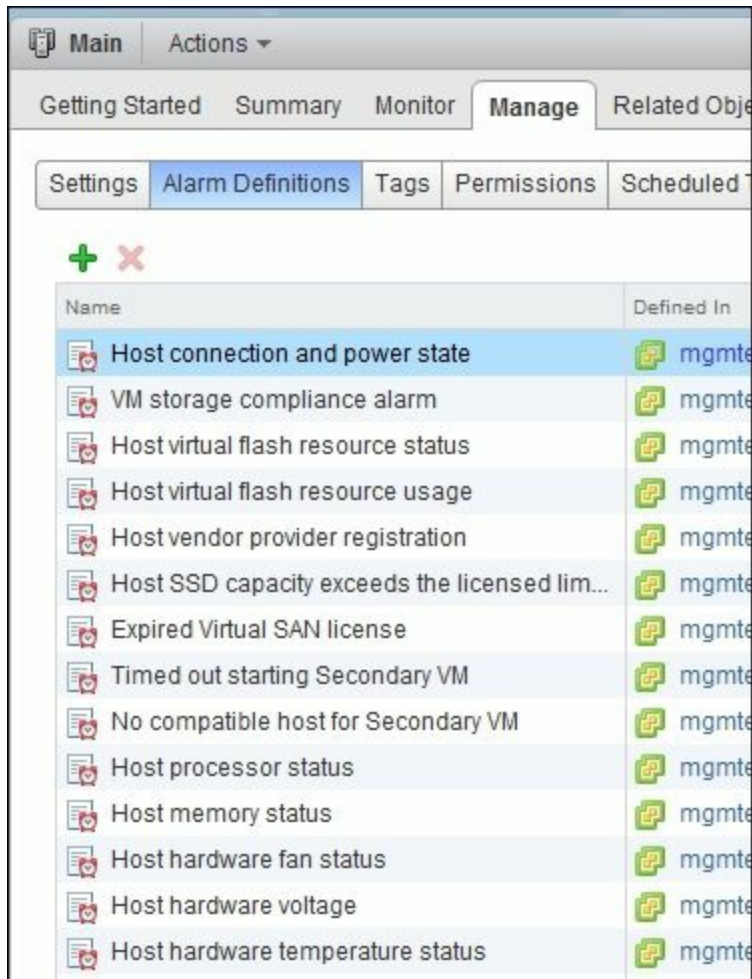 Main Actions
Getting Started Summary Monitor Manage Related Obje
Settings Alarm Definitions Tags Permissions Scheduled T
Name Defined In
Host connection and power state mgmte
VM storage compliance alarm mgmte
Host virtual flash resource status mgmte
Host virtual flash resource usage mgmte
Host vendor provider registration mgmte
Host SSD capacity exceeds the licensed lim... mgmte
Expired Virtual SAN license mgmte
Timed out starting Secondary VM mgmte
No compatible host for Secondary VM mgmte
Host processor status mgmte
Host memory status mgmte
Host hardware fan status mgmte
Host hardware voltage mgmte
Host hardware temperature status mgmte